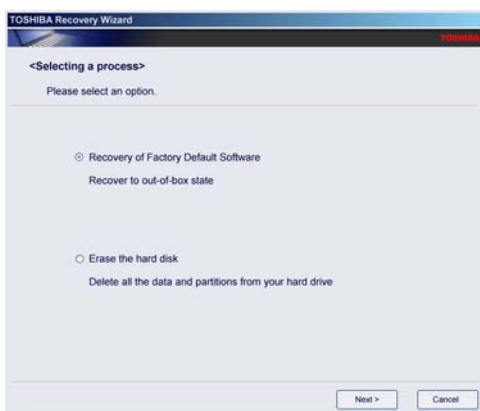 TOSHIBA Recovery Wizard
TOSHIBA
<Selecting a process>
Please select an option.
Recovery of Factory Default Software
Recover to out-of-box state
Erase the hard disk
Delete all the data and partitions from your hard drive
Next >
Cancel